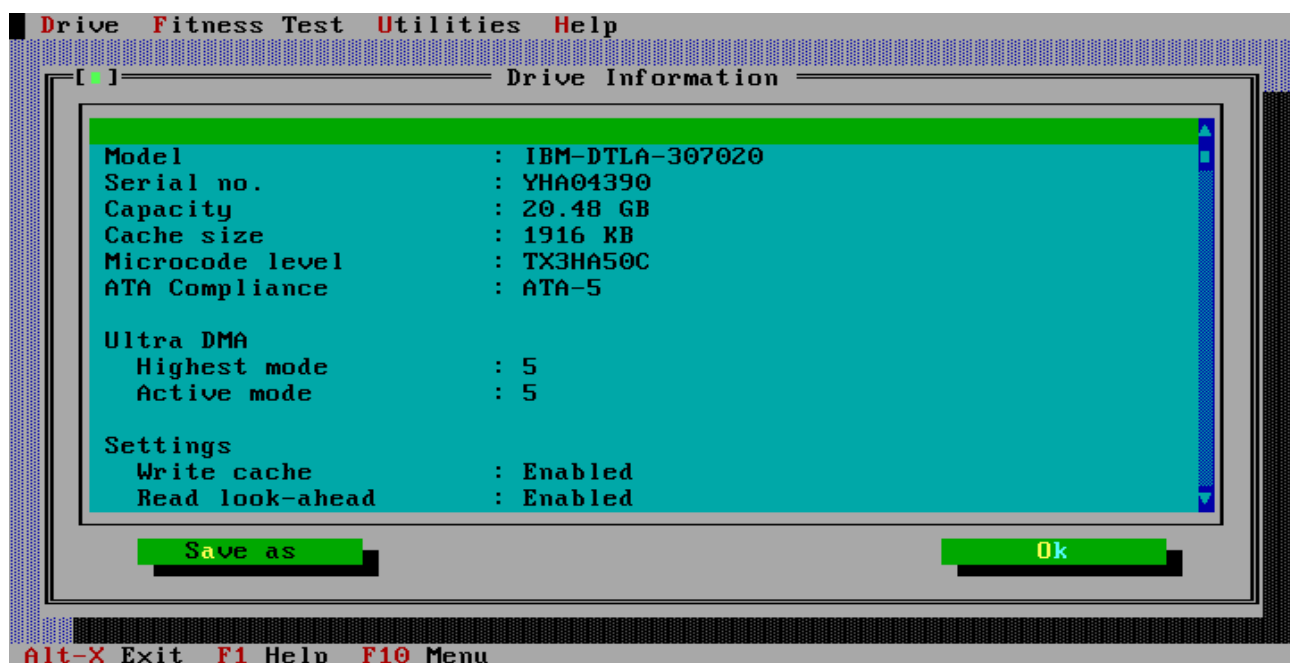 Drive Fitness Test Utilities Help
Drive Information
Model : IBM-DTLA-307020
Serial no. : YHA04390
Capacity : 20.48 GB
Cache size : 1916 KB
Microcode level : TX3HA50C
ATA Compliance : ATA-5
Ultra DMA
Highest mode : 5
Active mode : 5
Settings
Write cache : Enabled
Read look-ahead : Enabled
Save as Ok
Alt-X Exit F1 Help F10 Menu